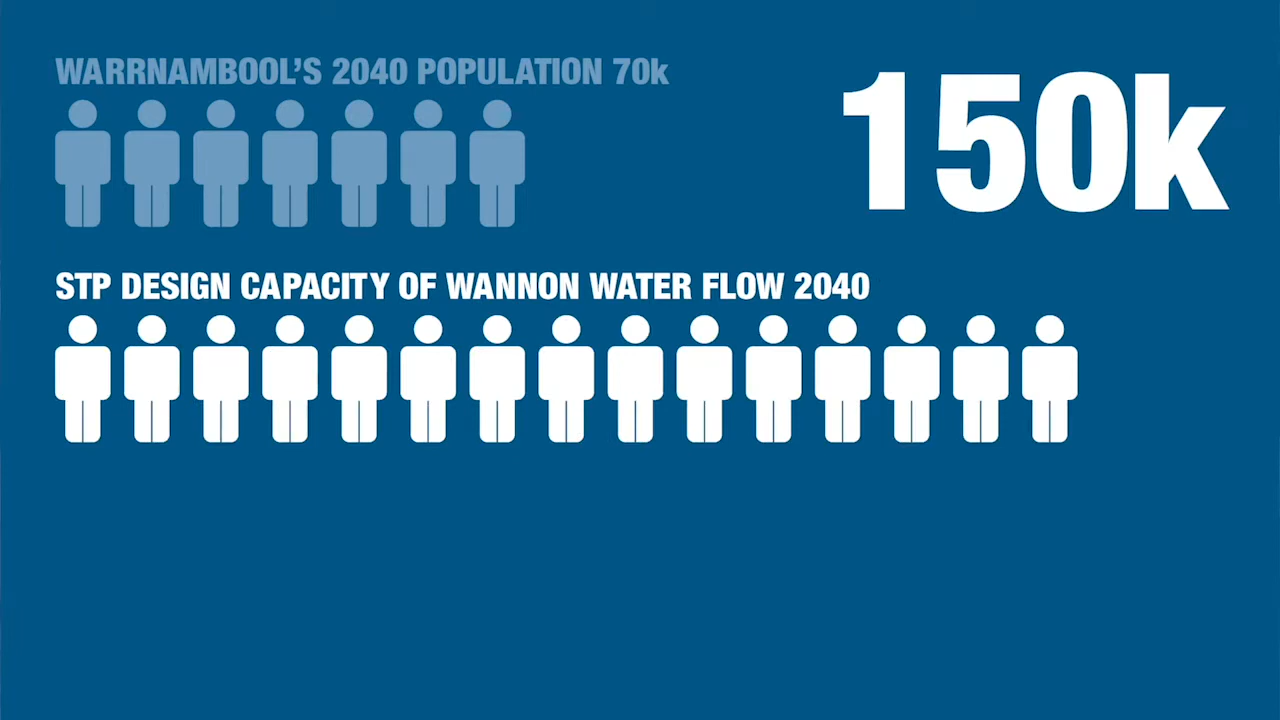 WARRNAMBOOL'S 2040 POPULATION 70k
150k
STP DESIGN CAPACITY OF WANNON WATER FLOW 2040